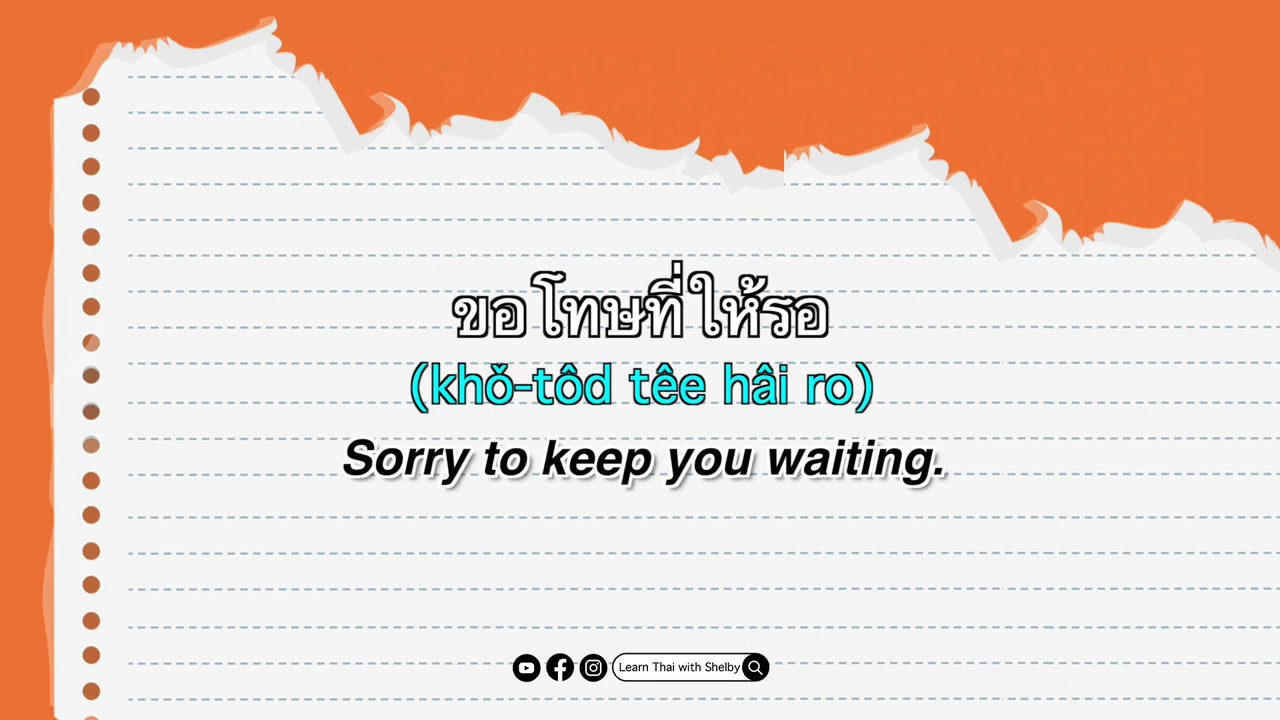 ขอโทษที่ให้รอ
(khǒ-tôd têe hâi ro)
Sorry to keep you waiting.
Learn Thai with Shelby